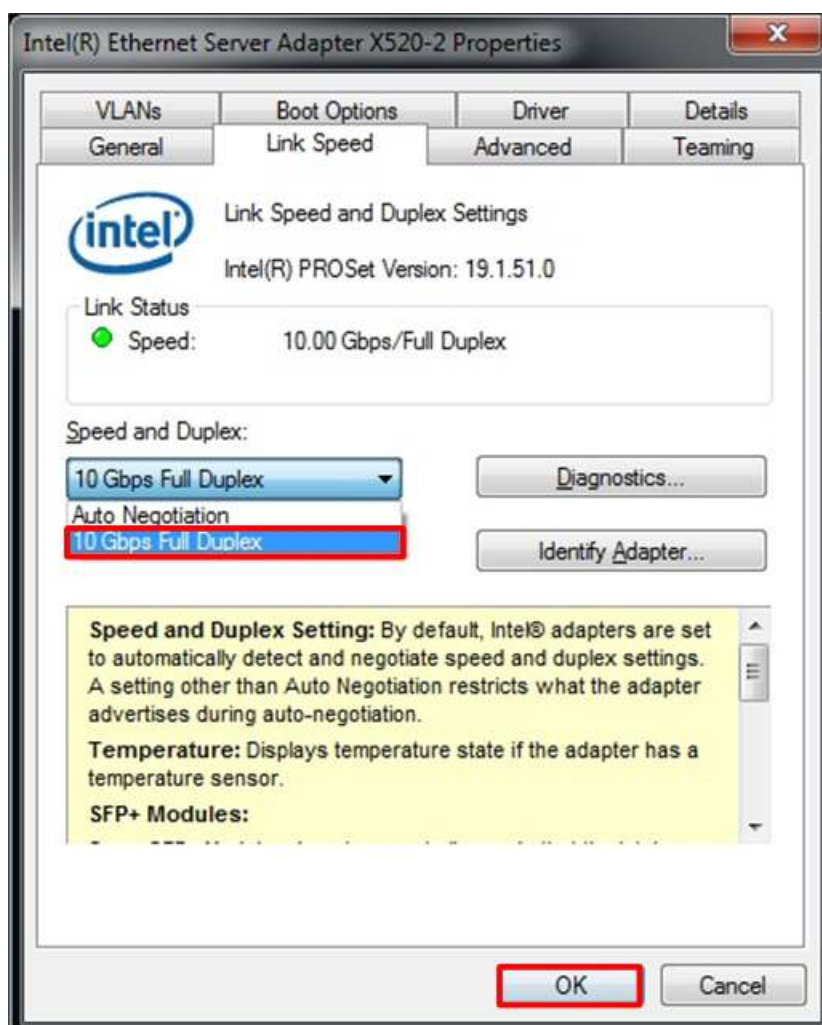 Intel(R) Ethernet Server Adapter X520-2 Properties
VLANs Boot Options Driver Details
General Link Speed Advanced Teaming
intel Link Speed and Duplex Settings
Intel(R) PROSet Version: 19.1.51.0
Link Status
Speed: 10.00 Gbps/Full Duplex
Speed and Duplex:
10 Gbps Full Duplex Diagnostics...
Auto Negotiation
10 Gbps Full Duplex Identify Adapter...
Speed and Duplex Setting: By default, Intel® adapters are set
to automatically detect and negotiate speed and duplex settings.
A setting other than Auto Negotiation restricts what the adapter
advertises during auto-negotiation.
Temperature: Displays temperature state if the adapter has a
temperature sensor.
SFP+ Modules:
OK Cancel